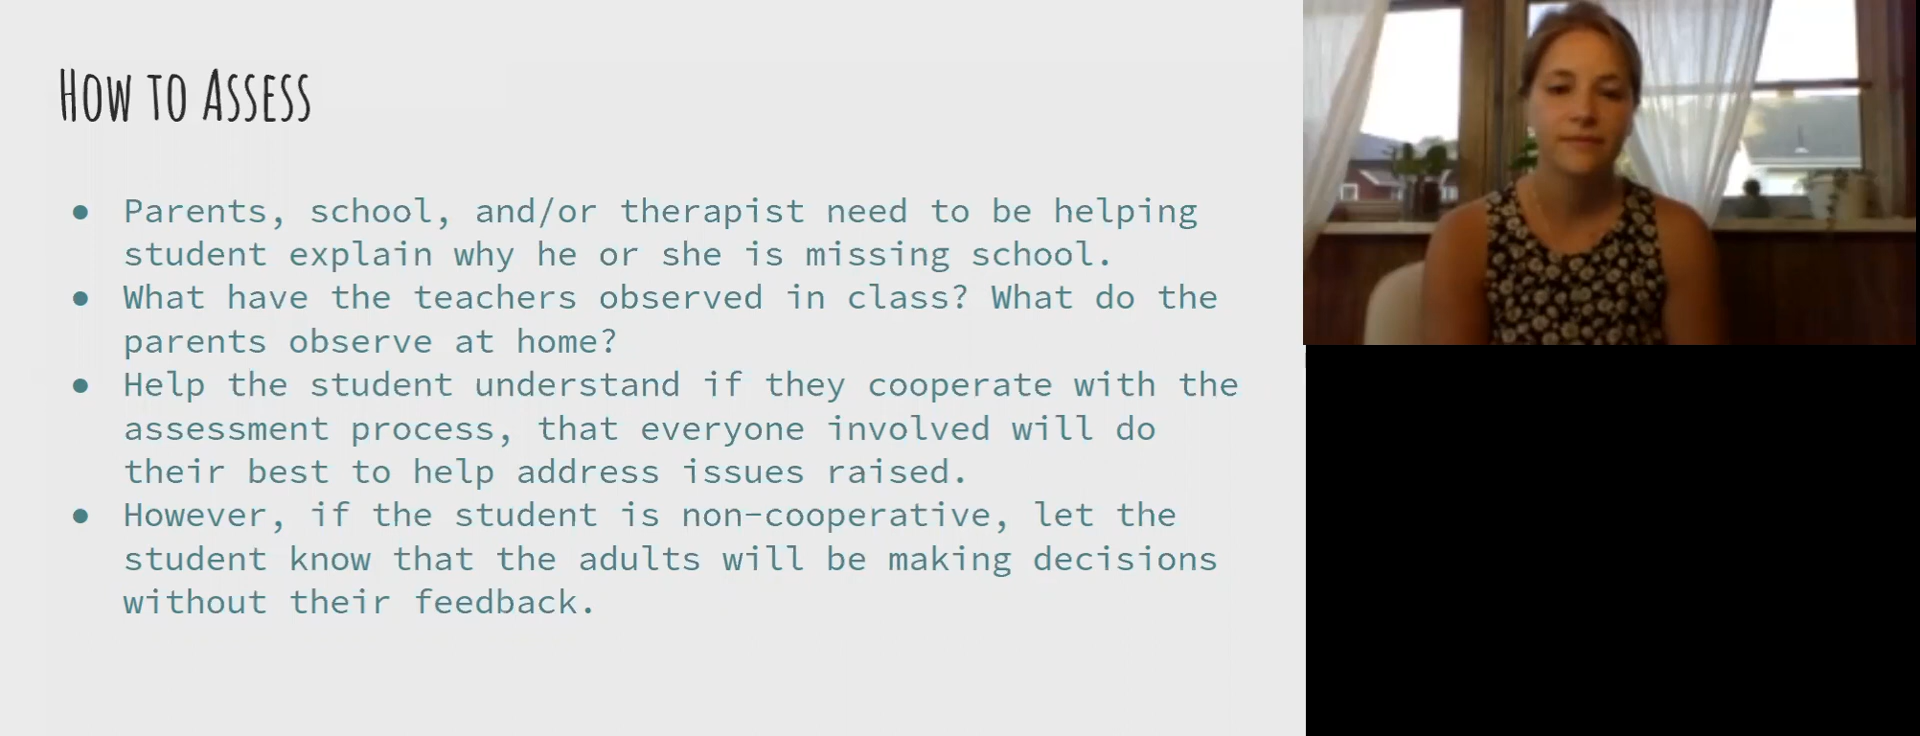 How to Assess
● Parents, school, and/or therapist need to be helping
student explain why he or she is missing school.
● What have the teachers observed in class? What do the
parents observe at home?
● Help the student understand if they cooperate with the
assessment process, that everyone involved will do
their best to help address issues raised.
● However, if the student is non-cooperative, let the
student know that the adults will be making decisions
without their feedback.